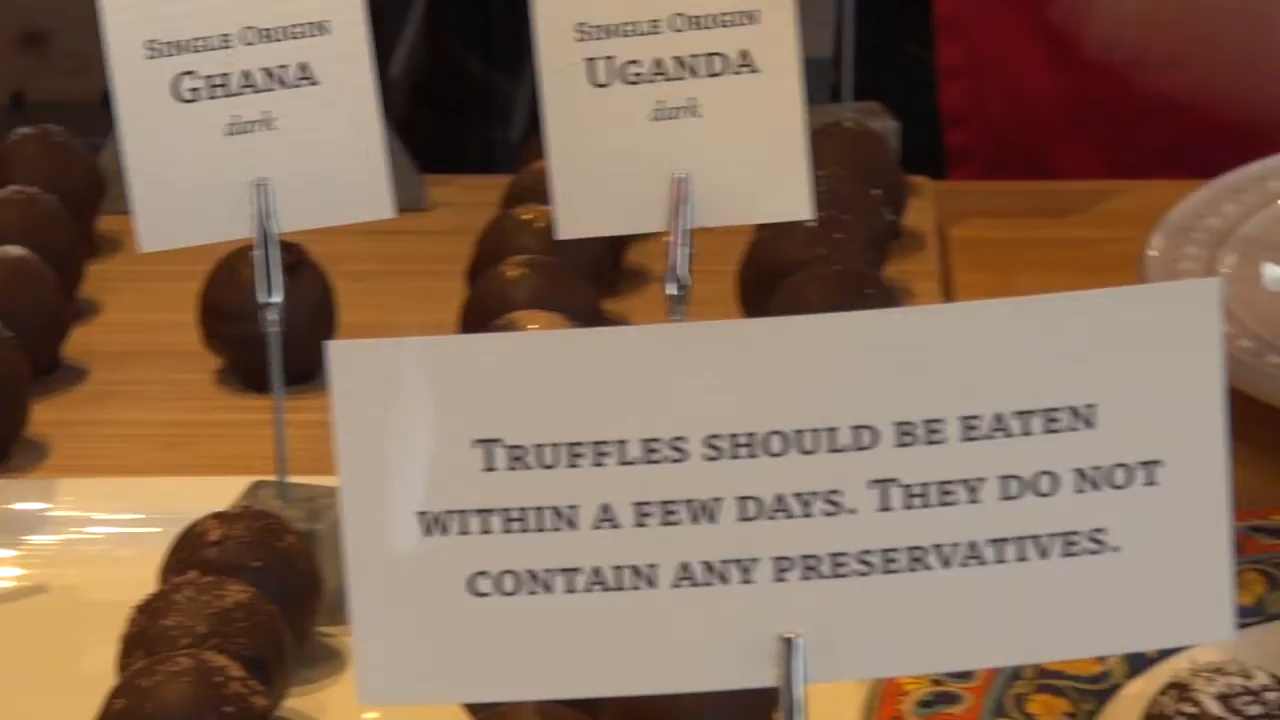 Single Origin
Ghana
dark
Single Origin
Uganda
dark
Truffles should be eaten
within a few days. They do not
contain any preservatives.